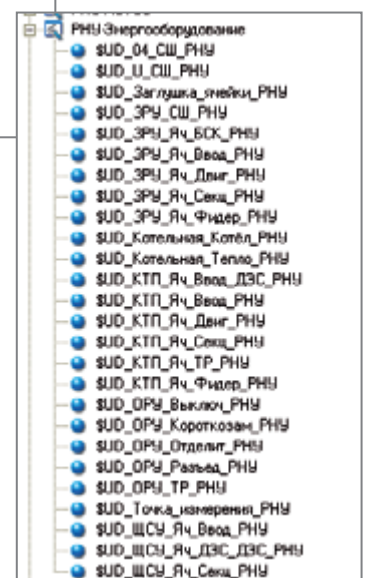 РНУ-Энергооборудование
$UD_04_СШ_РНУ
$UD_U_СШ_РНУ
$UD_Заглушка_ячейки_РНУ
$UD_ЗРУ_СШ_РНУ
$UD_ЗРУ_Яч_БСК_РНУ
$UD_ЗРУ_Яч_Ввод_РНУ
$UD_ЗРУ_Яч_Двиг_РНУ
$UD_ЗРУ_Яч_Секц_РНУ
$UD_ЗРУ_Яч_Фидер_РНУ
$UD_Котельная_Котёл_РНУ
$UD_Котельная_Тепло_РНУ
$UD_КТП_Яч_Ввод_ДЭС_РНУ
$UD_КТП_Яч_Ввод_РНУ
$UD_КТП_Яч_Двиг_РНУ
$UD_КТП_Яч_Секц_РНУ
$UD_КТП_Яч_ТР_РНУ
$UD_КТП_Яч_Фидер_РНУ
$UD_ОРУ_Выключ_РНУ
$UD_ОРУ_Короткозам_РНУ
$UD_ОРУ_Отделит_РНУ
$UD_ОРУ_Разъед_РНУ
$UD_ОРУ_ТР_РНУ
$UD_Точка_измерения_РНУ
$UD_ЩСУ_Яч_Ввод_РНУ
$UD_ЩСУ_Яч_ДЭС_ДЭС_РНУ
$UD_ЩСУ_Яч_Секц_РНУ